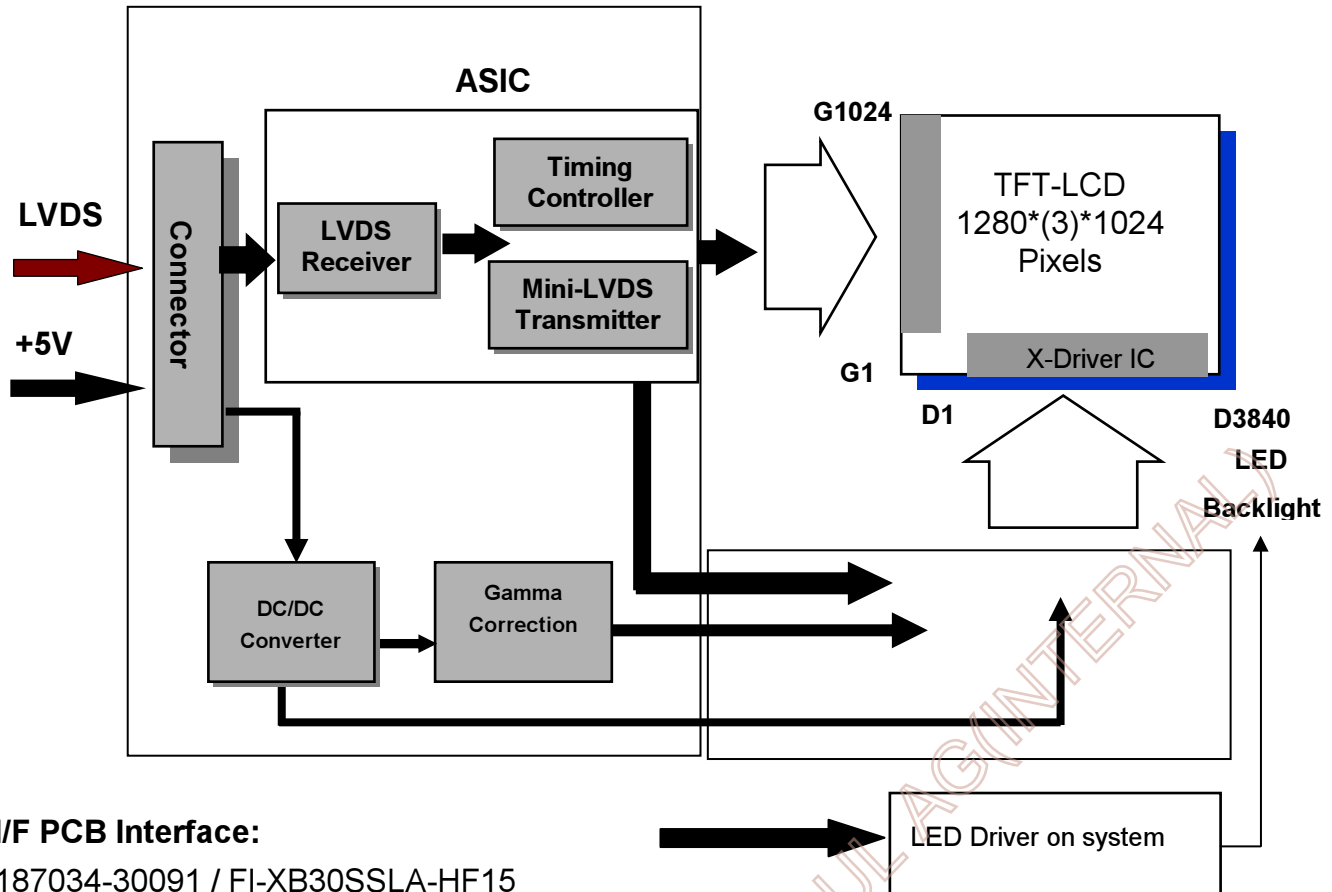 ASIC
G1024
TFT-LCD
1280*(3)*1024
Pixels
Timing
Controller
LVDS
Connector
LVDS
Receiver
Mini-LVDS
Transmitter
+5V
G1
X-Driver IC
D1
D3840
LED
Backlight
DC/DC
Converter
Gamma
Correction
AG(INTERNAL)
I/F PCB Interface:
LED Driver on system
187034-30091 / FI-XB30SSLA-HF15